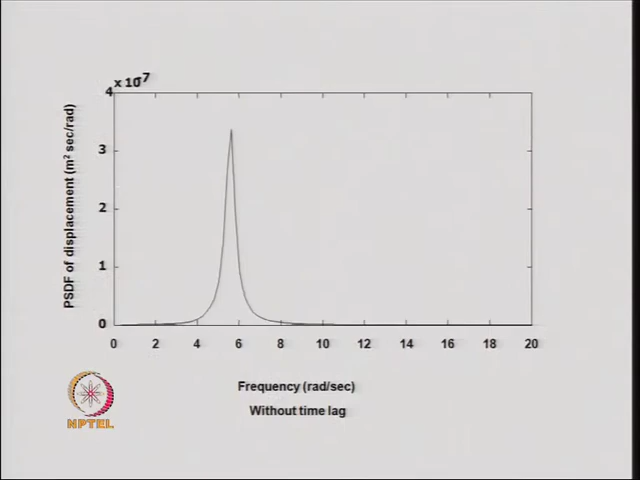 x 10⁻⁷
4
3
2
1
0
PSDF of displacement (m² sec/rad)
0 2 4 6 8 10 12 14 16 18 20
Frequency (rad/sec)
Without time lag
NPTEL